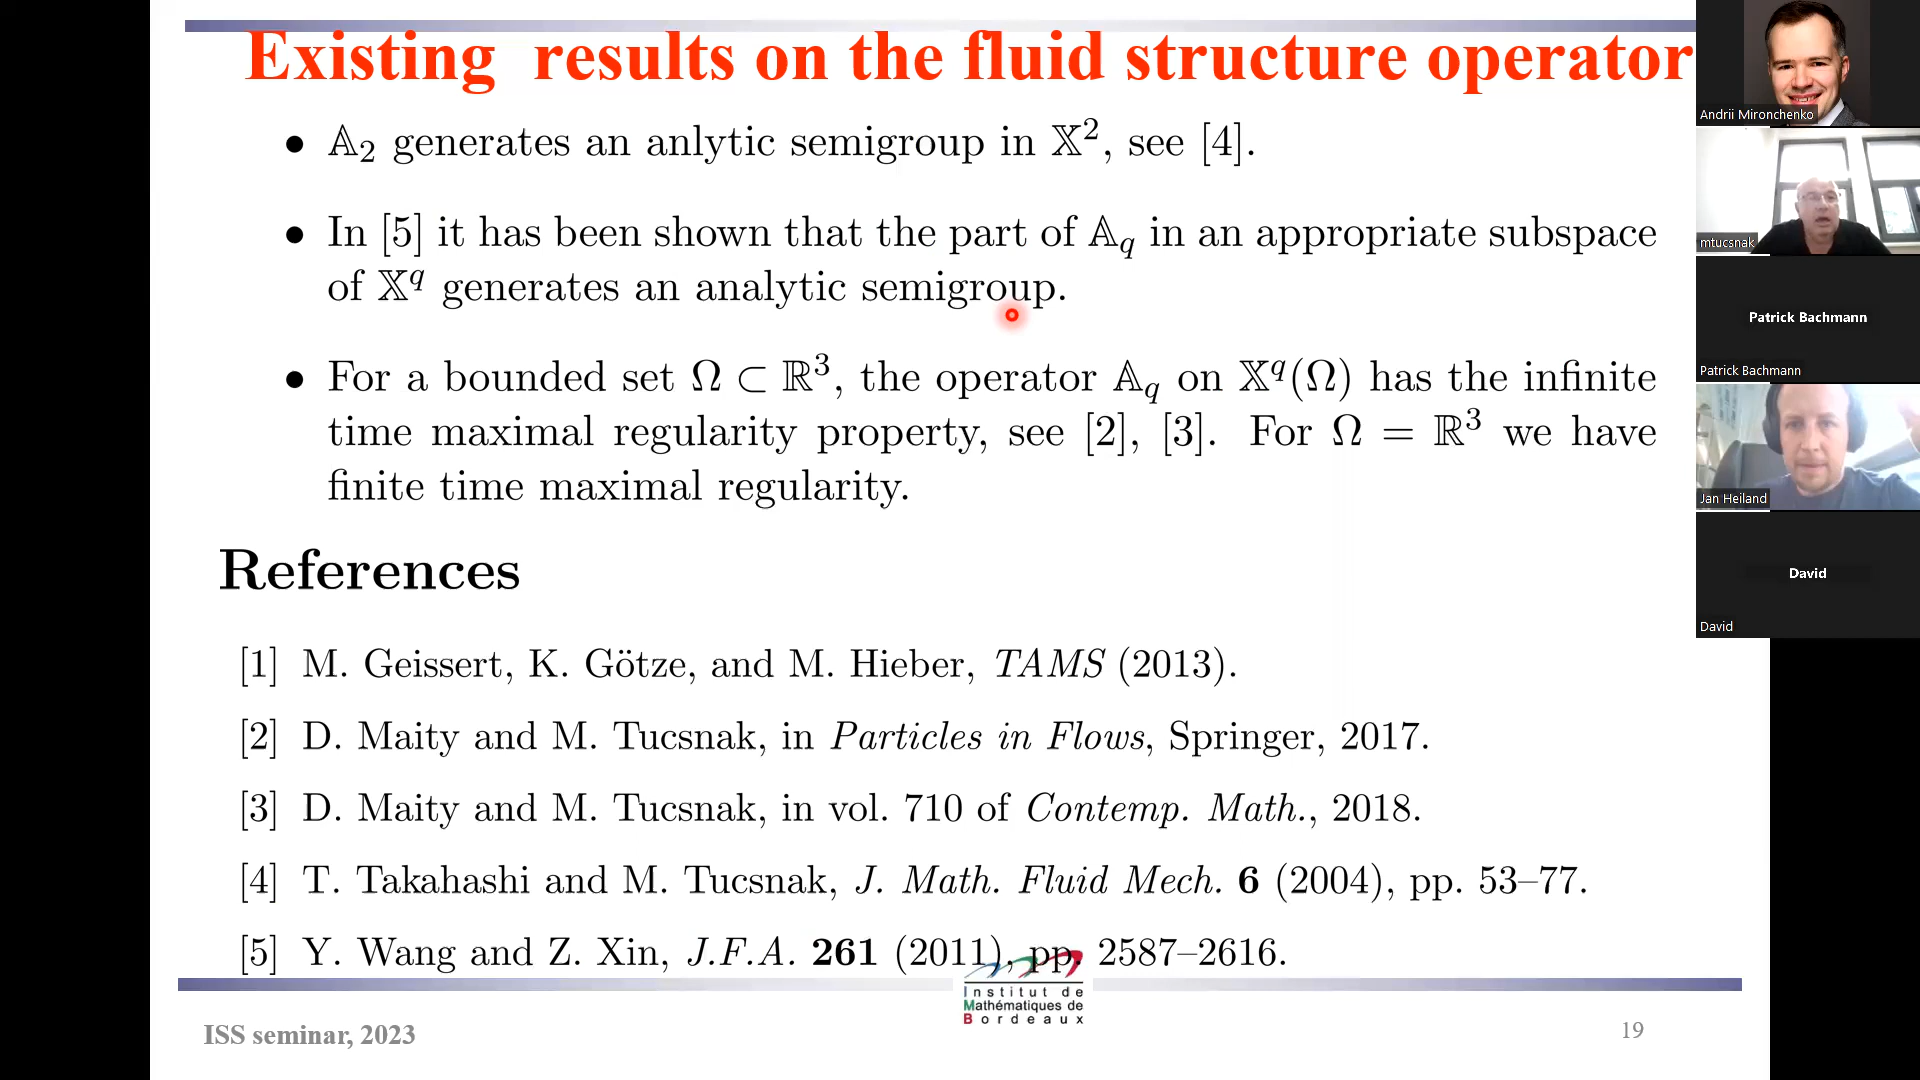 Existing results on the fluid structure operator
• 𝔸₂ generates an anlytic semigroup in 𝕏², see [4].
• In [5] it has been shown that the part of 𝔸_q in an appropriate subspace
of 𝕏^q generates an analytic semigroup.
• For a bounded set Ω ⊂ ℝ³, the operator 𝔸_q on 𝕏^q(Ω) has the infinite
time maximal regularity property, see [2], [3]. For Ω = ℝ³ we have
finite time maximal regularity.
References
[1] M. Geissert, K. Götze, and M. Hieber, TAMS (2013).
[2] D. Maity and M. Tucsnak, in Particles in Flows, Springer, 2017.
[3] D. Maity and M. Tucsnak, in vol. 710 of Contemp. Math., 2018.
[4] T. Takahashi and M. Tucsnak, J. Math. Fluid Mech. 6 (2004), pp. 53–77.
[5] Y. Wang and Z. Xin, J.F.A. 261 (2011), pp. 2587–2616.
Institut de
Mathématiques de
Bordeaux
ISS seminar, 2023
19
Andrii Mironchenko
mtucsnak
Patrick Bachmann
Patrick Bachmann
Jan Heiland
David
David